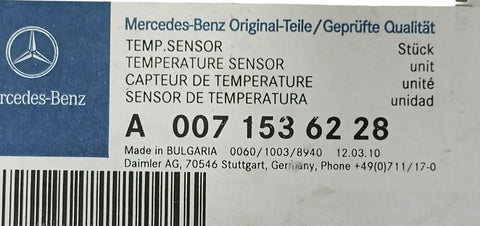 Mercedes-Benz Original-Teile/Geprüfte Qualität
TEMP.SENSOR Stück
TEMPERATURE SENSOR unit
CAPTEUR DE TEMPERATURE unité
SENSOR DE TEMPERATURA unidad
rcedes-Benz
A 007 153 62 28
Made in BULGARIA 0060/1003/8940 12.03.10
Daimler AG, 70546 Stuttgart, Germany, Phone +49(0)711/17-0